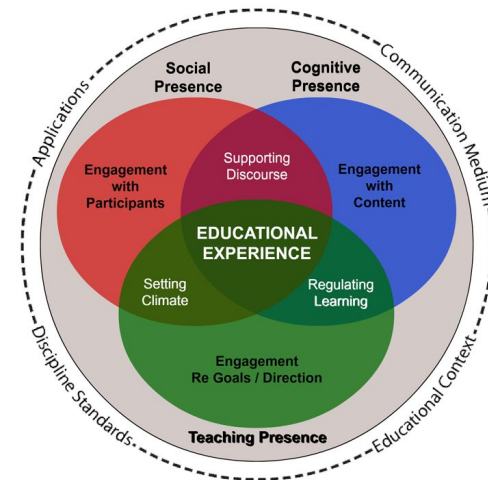 Social
Presence
Cognitive
Presence
Applications
Communication Medium
Engagement
with
Participants
Supporting
Discourse
Engagement
with
Content
EDUCATIONAL
EXPERIENCE
Setting
Climate
Regulating
Learning
Engagement
Re Goals / Direction
Teaching Presence
Discipline Standards
Educational Context